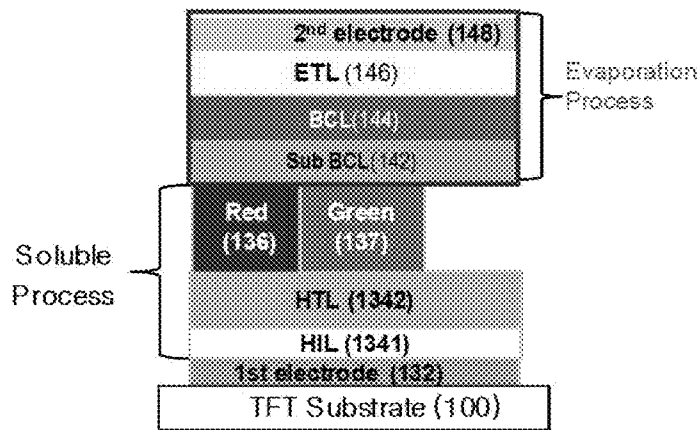 2nd electrode (148)
ETL (146)
BCL(144)
Sub BCL(142)
Evaporation
Process
Red
(136)
Green
(137)
Soluble
Process
HTL (1342)
HIL (1341)
1st electrode (132)
TFT Substrate (100)